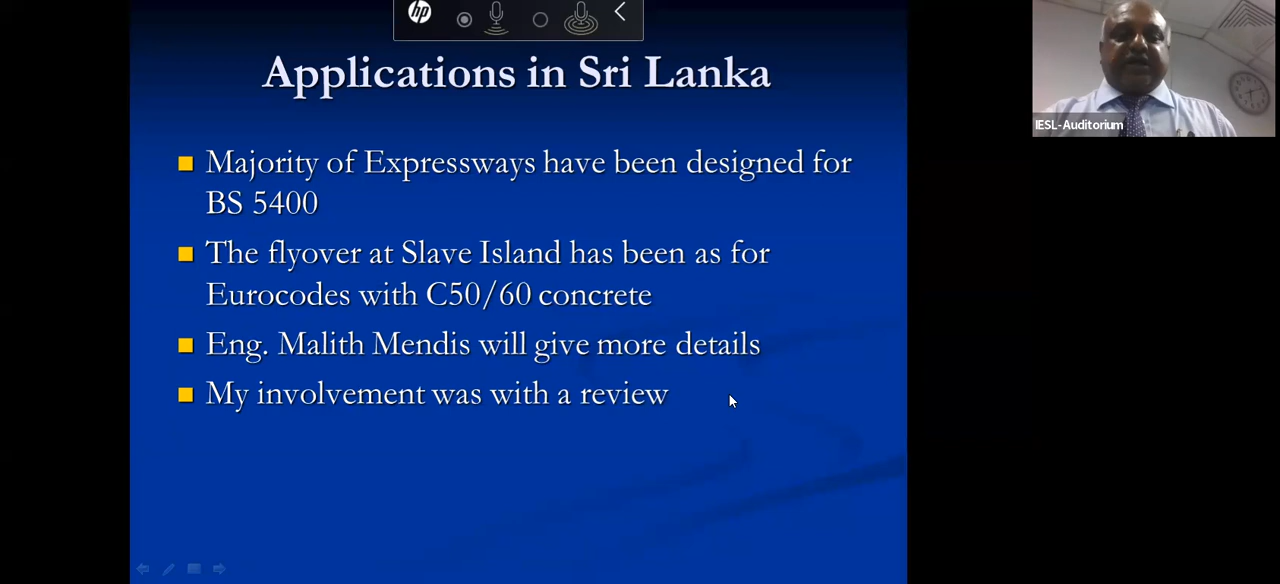 hp
Applications in Sri Lanka
Majority of Expressways have been designed for
BS 5400
The flyover at Slave Island has been as for
Eurocodes with C50/60 concrete
Eng. Malith Mendis will give more details
My involvement was with a review
IESL-Auditorium